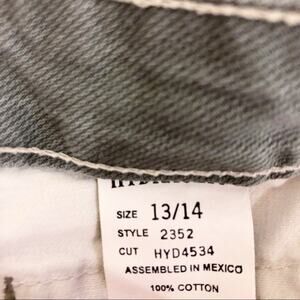 SIZE 13/14
STYLE 2352
CUT HYD4534
ASSEMBLED IN MEXICO
100% COTTON